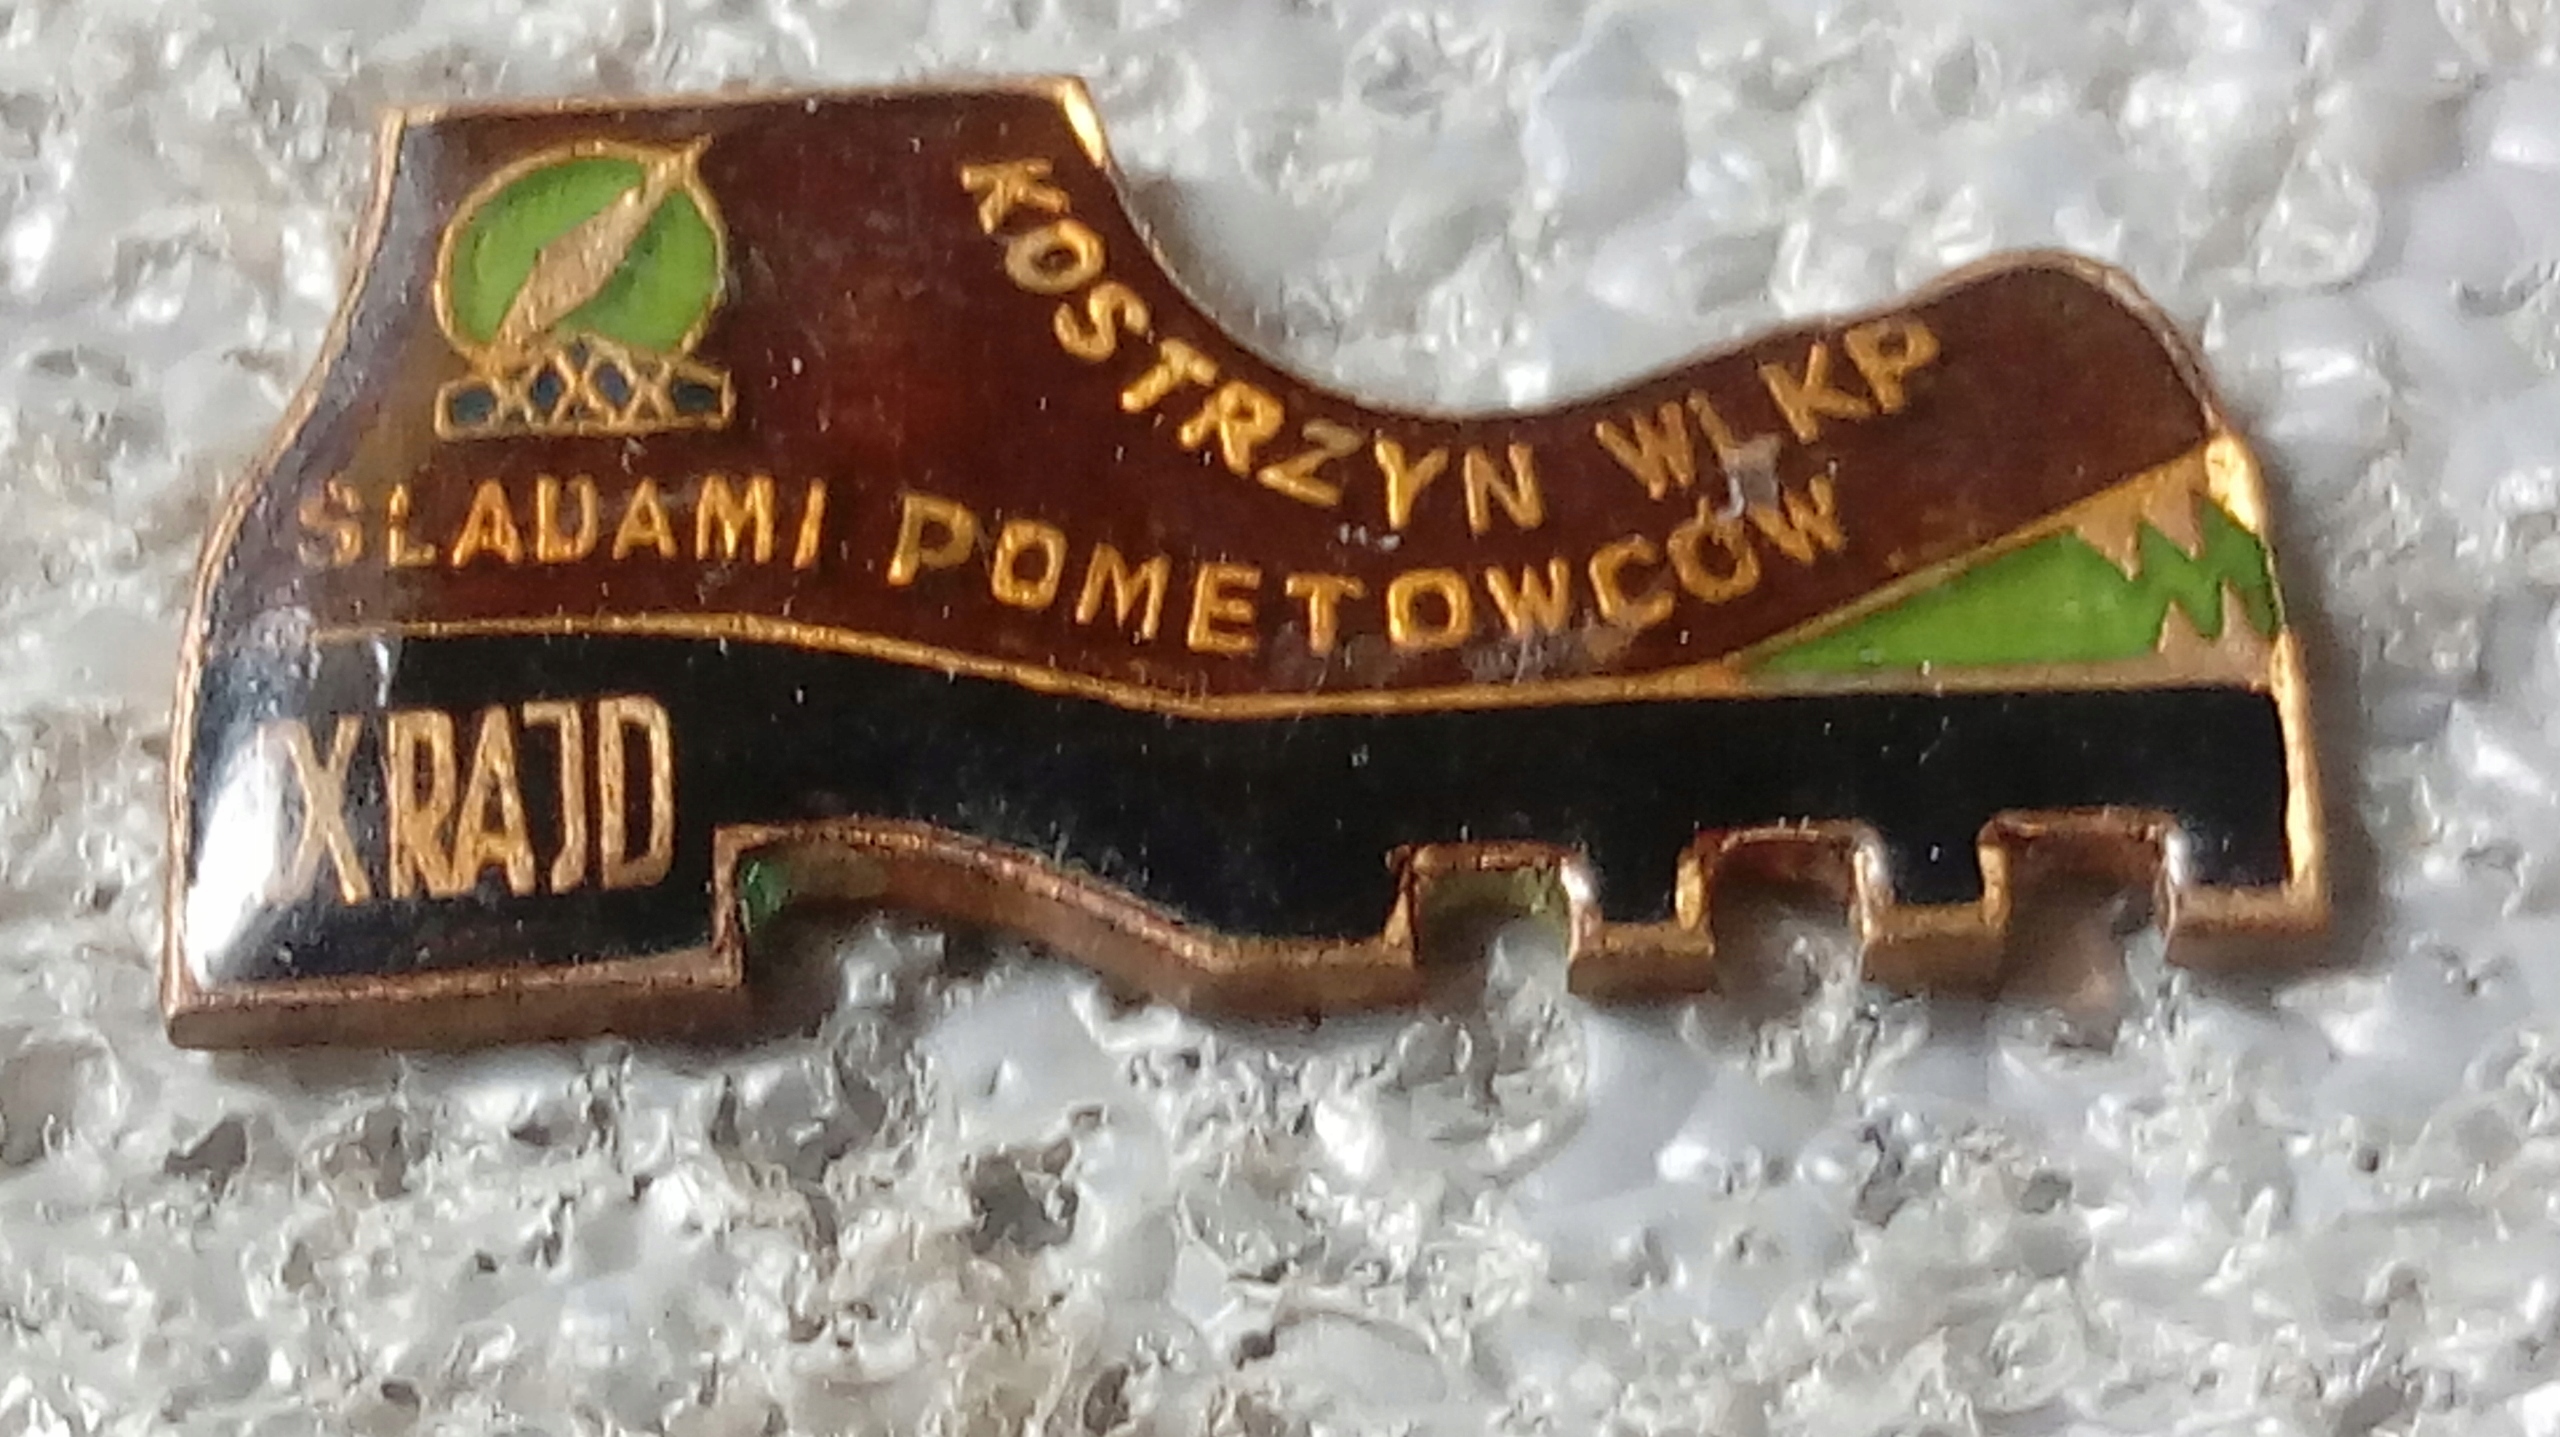 KOSTRZYN WLKP
SLADAMI POMETOWCÓW
X RAJD